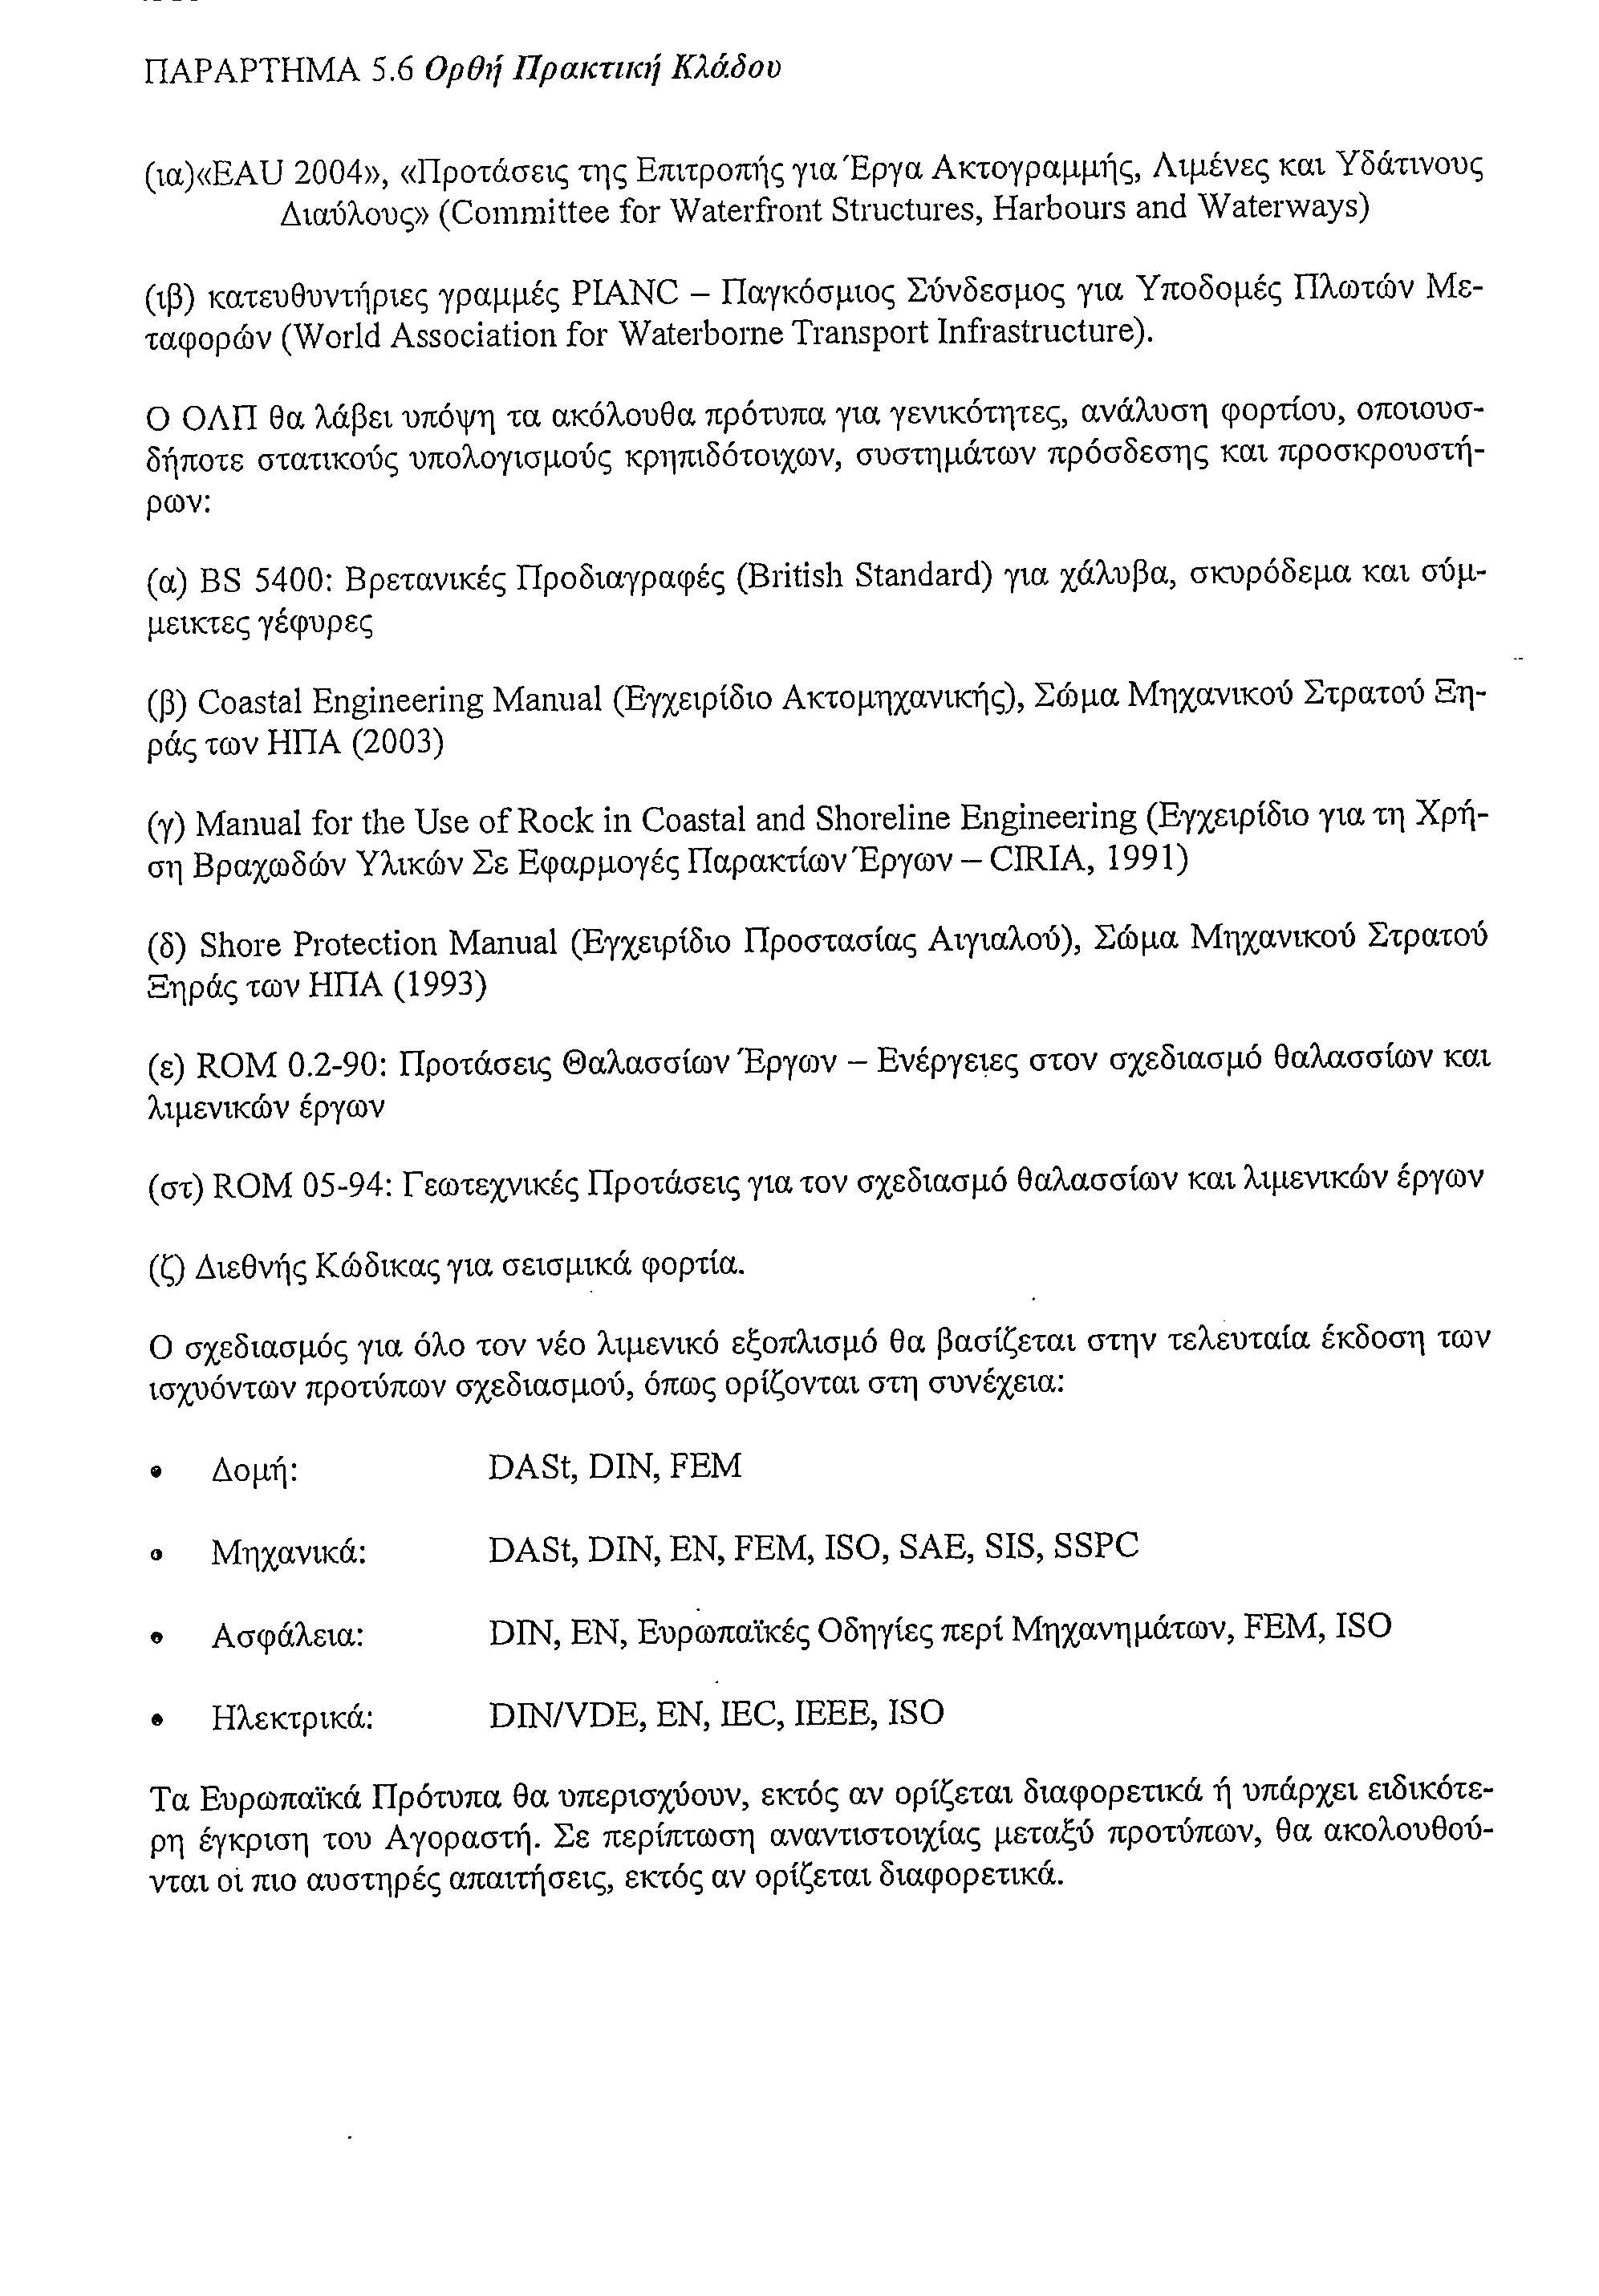 ΠΑΡΑΡΤΗΜΑ 5.6 Ορθή Πρακτική Κλάδου
(ια)«EAU 2004», «Προτάσεις της Επιτροπής για Έργα Ακτογραμμής, Λιμένες και Υδάτινους
Διαύλους» (Committee for Waterfront Structures, Harbours and Waterways)
(ιβ) κατευθυντήριες γραμμές PIANC – Παγκόσμιος Σύνδεσμος για Υποδομές Πλωτών Με-
ταφορών (World Association for Waterborne Transport Infrastructure).
Ο ΟΛΠ θα λάβει υπόψη τα ακόλουθα πρότυπα για γενικότητες, ανάλυση φορτίου, οποιουσ-
δήποτε στατικούς υπολογισμούς κρηπιδότοιχων, συστημάτων πρόσδεσης και προσκρουστή-
ρων:
(α) BS 5400: Βρετανικές Προδιαγραφές (British Standard) για χάλυβα, σκυρόδεμα και σύμ-
μεικτες γέφυρες
(β) Coastal Engineering Manual (Εγχειρίδιο Ακτομηχανικής), Σώμα Μηχανικού Στρατού Ξη-
ράς των ΗΠΑ (2003)
(γ) Manual for the Use of Rock in Coastal and Shoreline Engineering (Εγχειρίδιο για τη Χρή-
ση Βραχωδών Υλικών Σε Εφαρμογές Παρακτίων Έργων – CIRIA, 1991)
(δ) Shore Protection Manual (Εγχειρίδιο Προστασίας Αιγιαλού), Σώμα Μηχανικού Στρατού
Ξηράς των ΗΠΑ (1993)
(ε) ROM 0.2-90: Προτάσεις Θαλασσίων Έργων – Ενέργειες στον σχεδιασμό θαλασσίων και
λιμενικών έργων
(στ) ROM 05-94: Γεωτεχνικές Προτάσεις για τον σχεδιασμό θαλασσίων και λιμενικών έργων
(ζ) Διεθνής Κώδικας για σεισμικά φορτία.
Ο σχεδιασμός για όλο τον νέο λιμενικό εξοπλισμό θα βασίζεται στην τελευταία έκδοση των
ισχυόντων προτύπων σχεδιασμού, όπως ορίζονται στη συνέχεια:
• Δομή: DASt, DIN, FEM
• Μηχανικά: DASt, DIN, EN, FEM, ISO, SAE, SIS, SSPC
• Ασφάλεια: DIN, EN, Ευρωπαϊκές Οδηγίες περί Μηχανημάτων, FEM, ISO
• Ηλεκτρικά: DIN/VDE, EN, IEC, IEEE, ISO
Τα Ευρωπαϊκά Πρότυπα θα υπερισχύουν, εκτός αν ορίζεται διαφορετικά ή υπάρχει ειδικότε-
ρη έγκριση του Αγοραστή. Σε περίπτωση αναντιστοιχίας μεταξύ προτύπων, θα ακολουθού-
νται οι πιο αυστηρές απαιτήσεις, εκτός αν ορίζεται διαφορετικά.